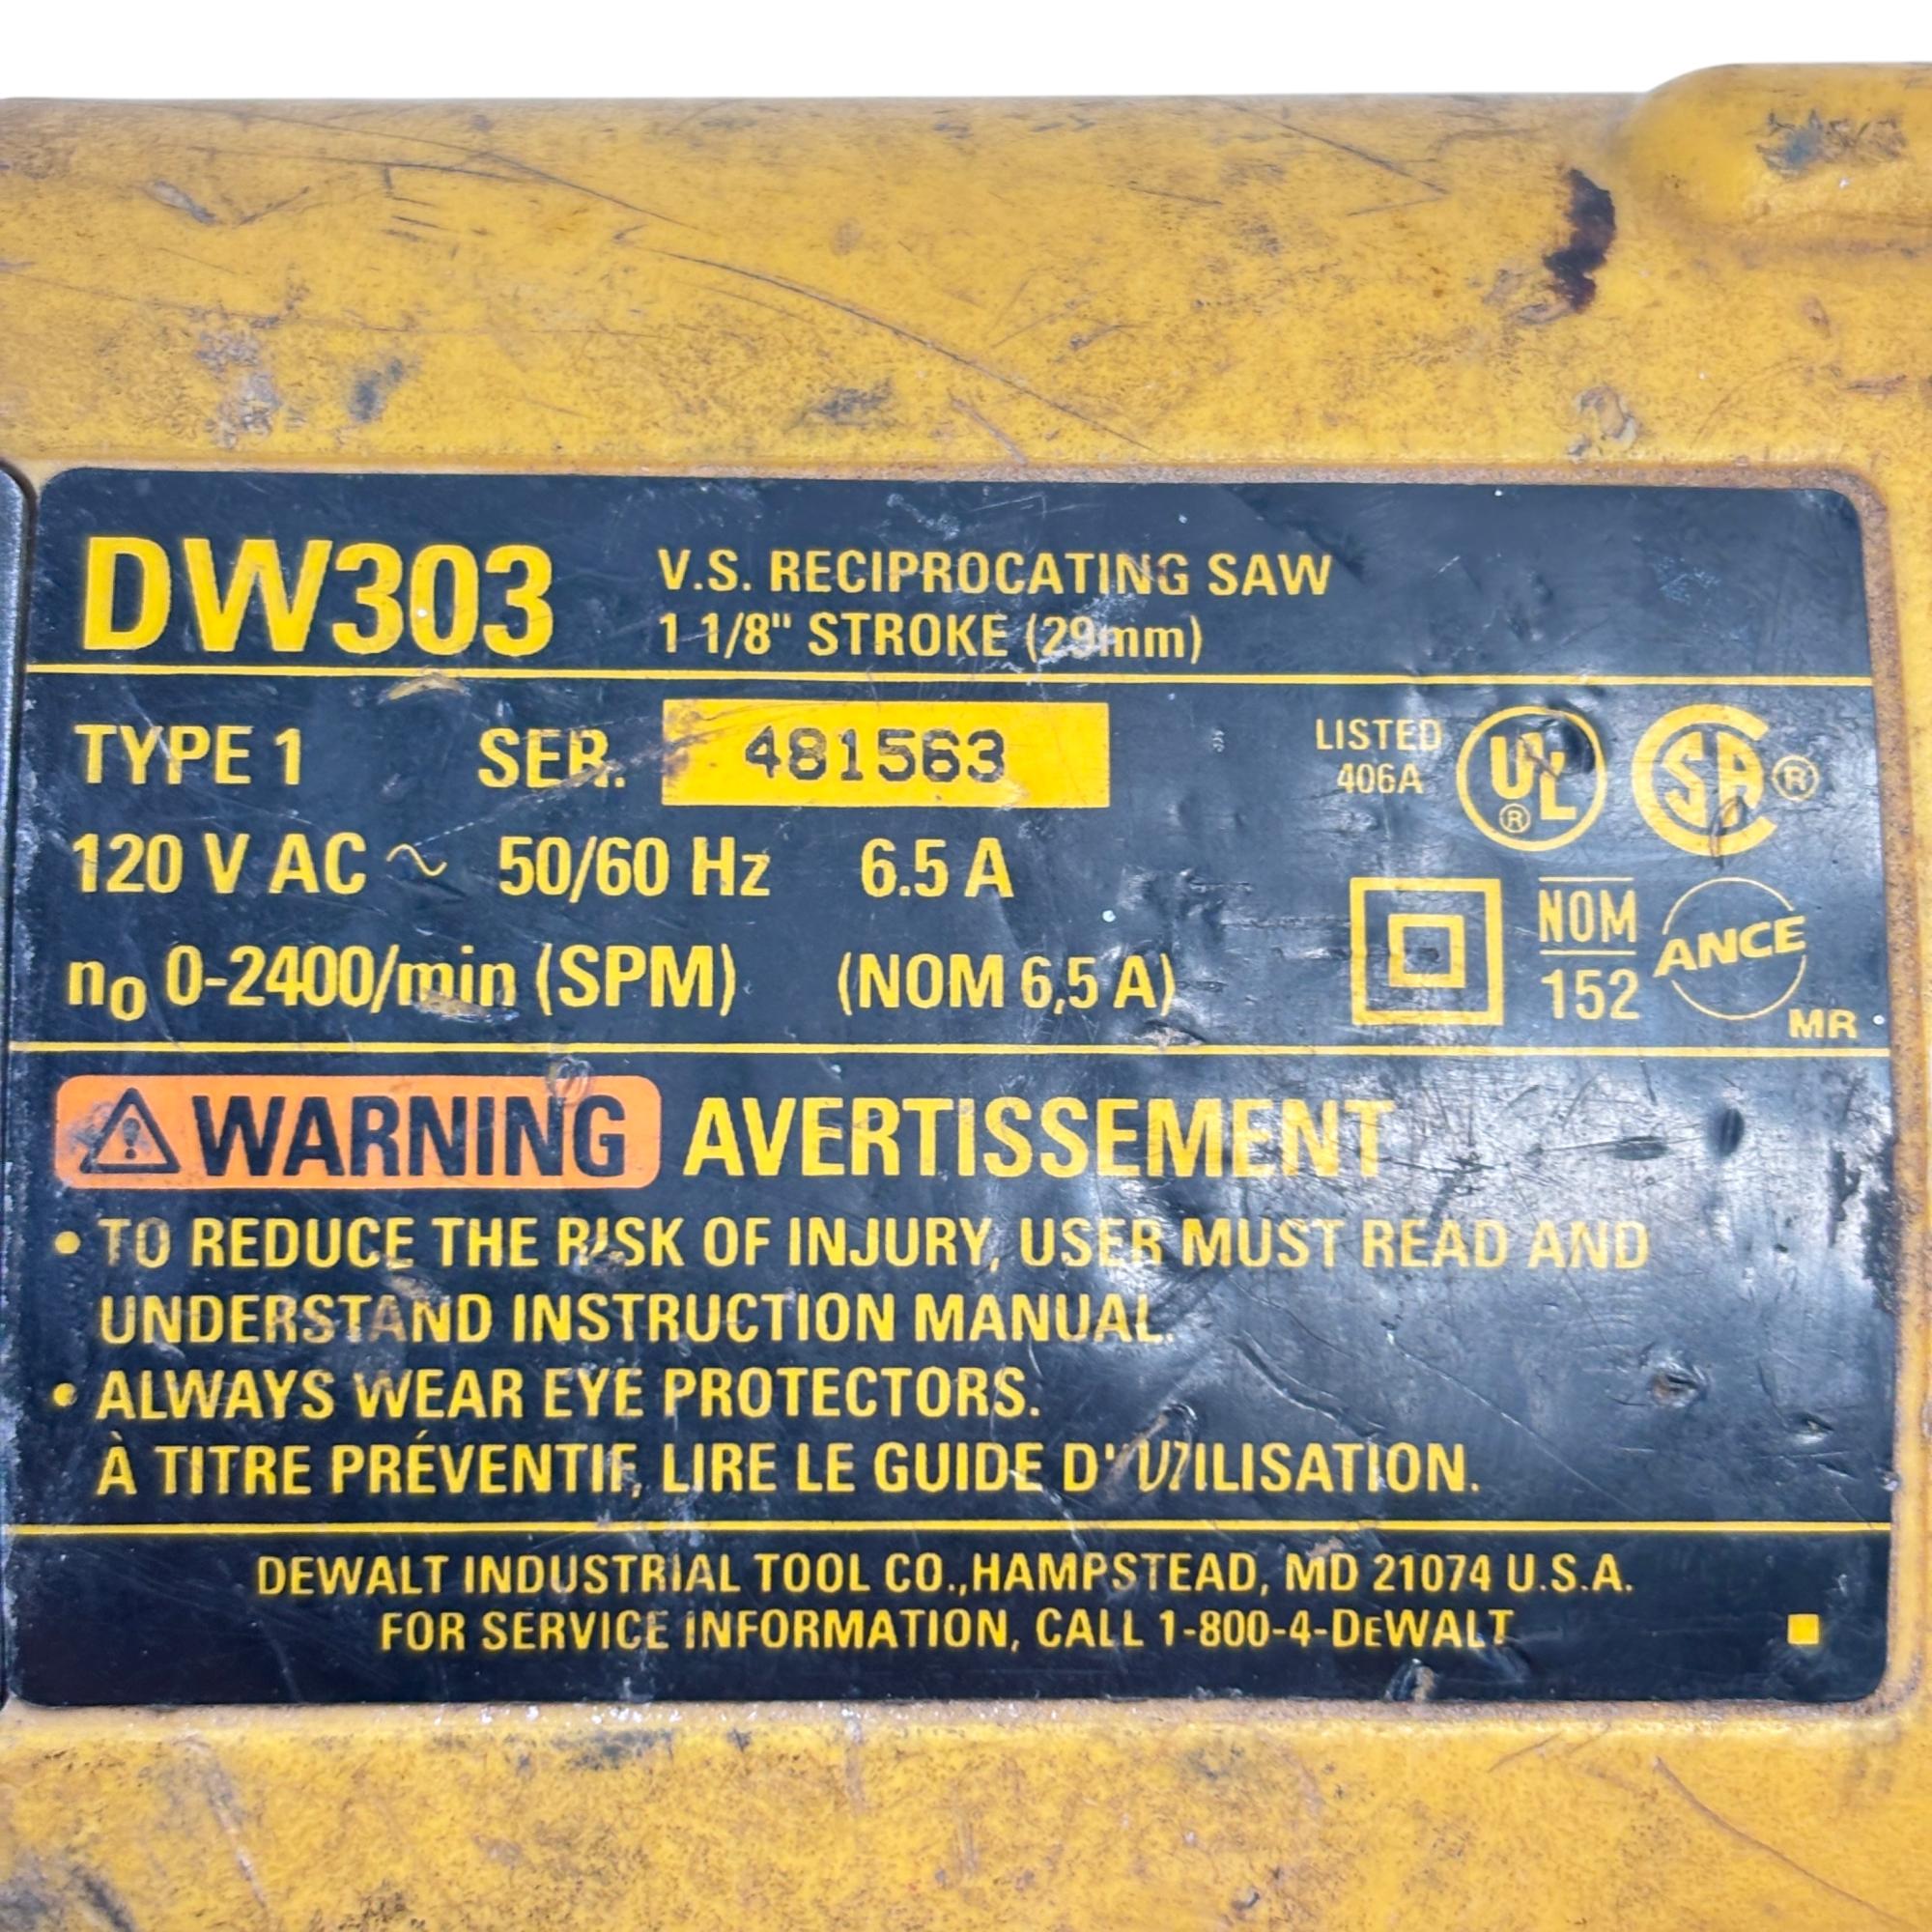 DW303
V.S. RECIPROCATING SAW
1 1/8" STROKE (29mm)
TYPE 1 SER. 481563
LISTED
406A
UL®
SA®
120 V AC ~ 50/60 Hz 6.5 A
n₀ 0-2400/min (SPM) (NOM 6,5 A)
NOM
152
ANCE
MR
⚠WARNING AVERTISSEMENT
• TO REDUCE THE RISK OF INJURY, USER MUST READ AND
UNDERSTAND INSTRUCTION MANUAL.
• ALWAYS WEAR EYE PROTECTORS.
À TITRE PRÉVENTIF, LIRE LE GUIDE D' UTILISATION.
DEWALT INDUSTRIAL TOOL CO.,HAMPSTEAD, MD 21074 U.S.A.
FOR SERVICE INFORMATION, CALL 1-800-4-DEWALT